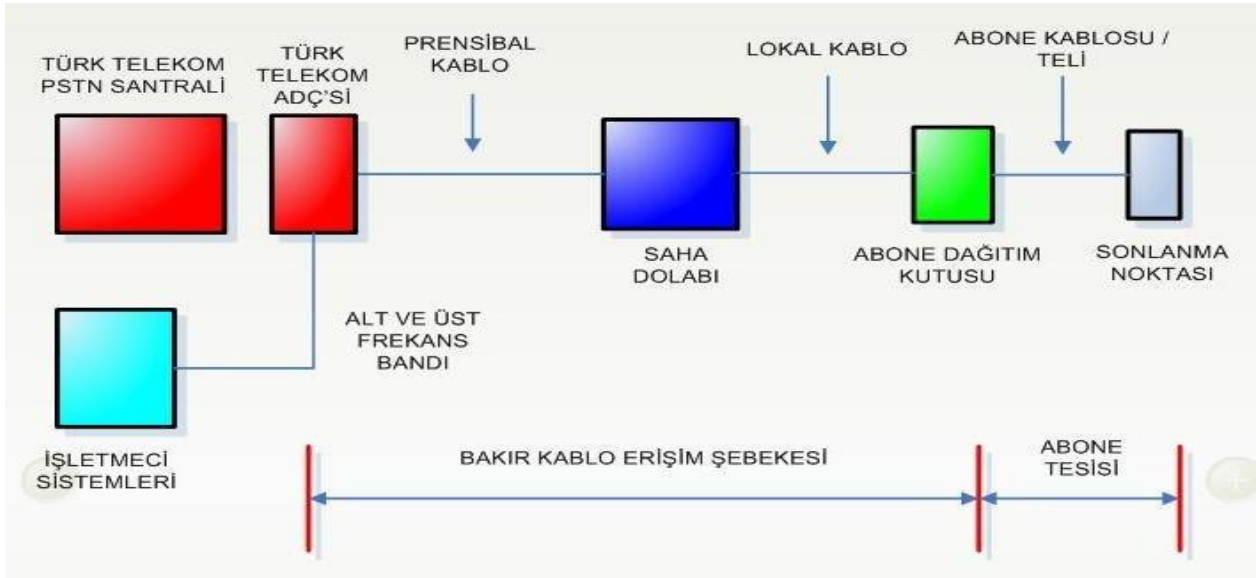 TÜRK TELEKOM
PSTN SANTRALİ
TÜRK
TELEKOM
ADÇ'Sİ
PRENSİBAL
KABLO
LOKAL KABLO
ABONE KABLOSU /
TELİ
SAHA
DOLABI
ABONE DAĞITIM
KUTUSU
SONLANMA
NOKTASI
ALT VE ÜST
FREKANS
BANDI
İŞLETMECİ
SİSTEMLERİ
BAKIR KABLO ERİŞİM ŞEBEKESİ
ABONE
TESİSİ